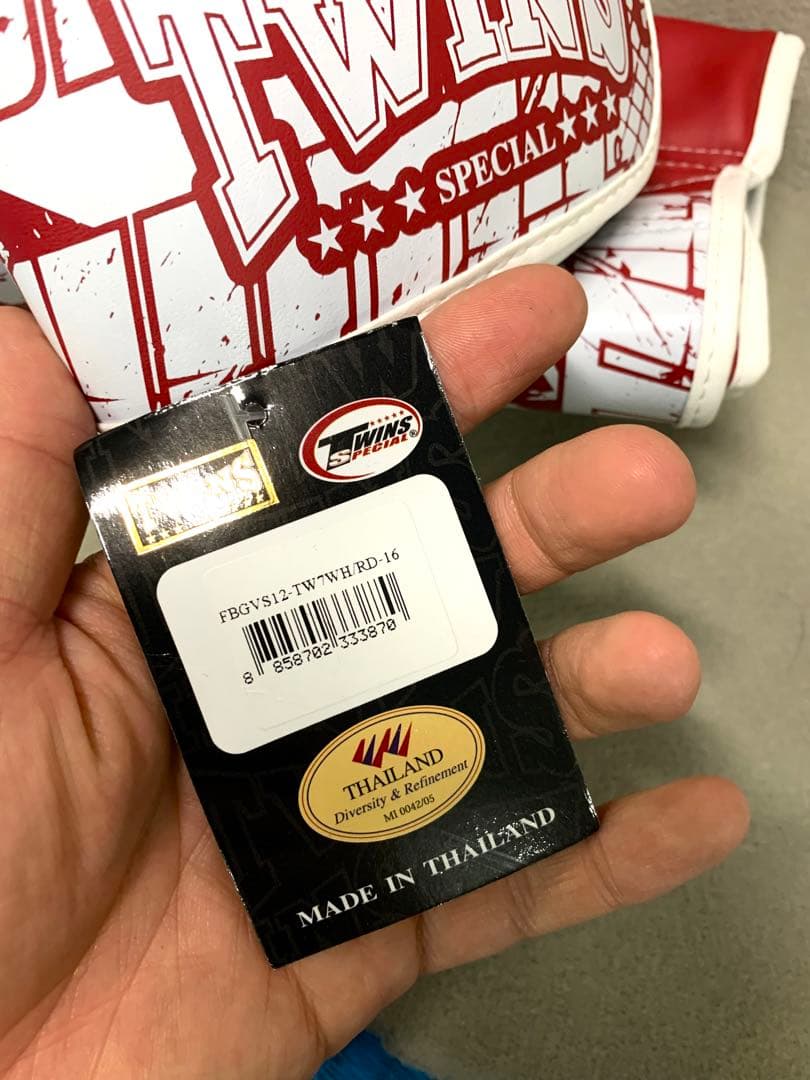 TWINS
SPECIAL
TWINS
TWINS
SPECIAL®
FBGVS12-TW7WH/RD-16
8 858702 333870
THAILAND
Diversity & Refinement
MI 0042/05
MADE IN THAILAND